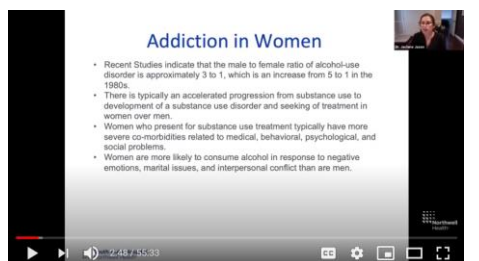 Addiction in Women
• Recent Studies indicate that the male to female ratio of alcohol-use
disorder is approximately 3 to 1, which is an increase from 5 to 1 in the
1980s.
• There is typically an accelerated progression from substance use to
development of a substance use disorder and seeking of treatment in
women over men.
• Women who present for substance use treatment typically have more
severe co-morbidities related to medical, behavioral, psychological, and
social problems.
• Women are more likely to consume alcohol in response to negative
emotions, marital issues, and interpersonal conflict than are men.
Northwell
Health
2:48 / 55:33
CC